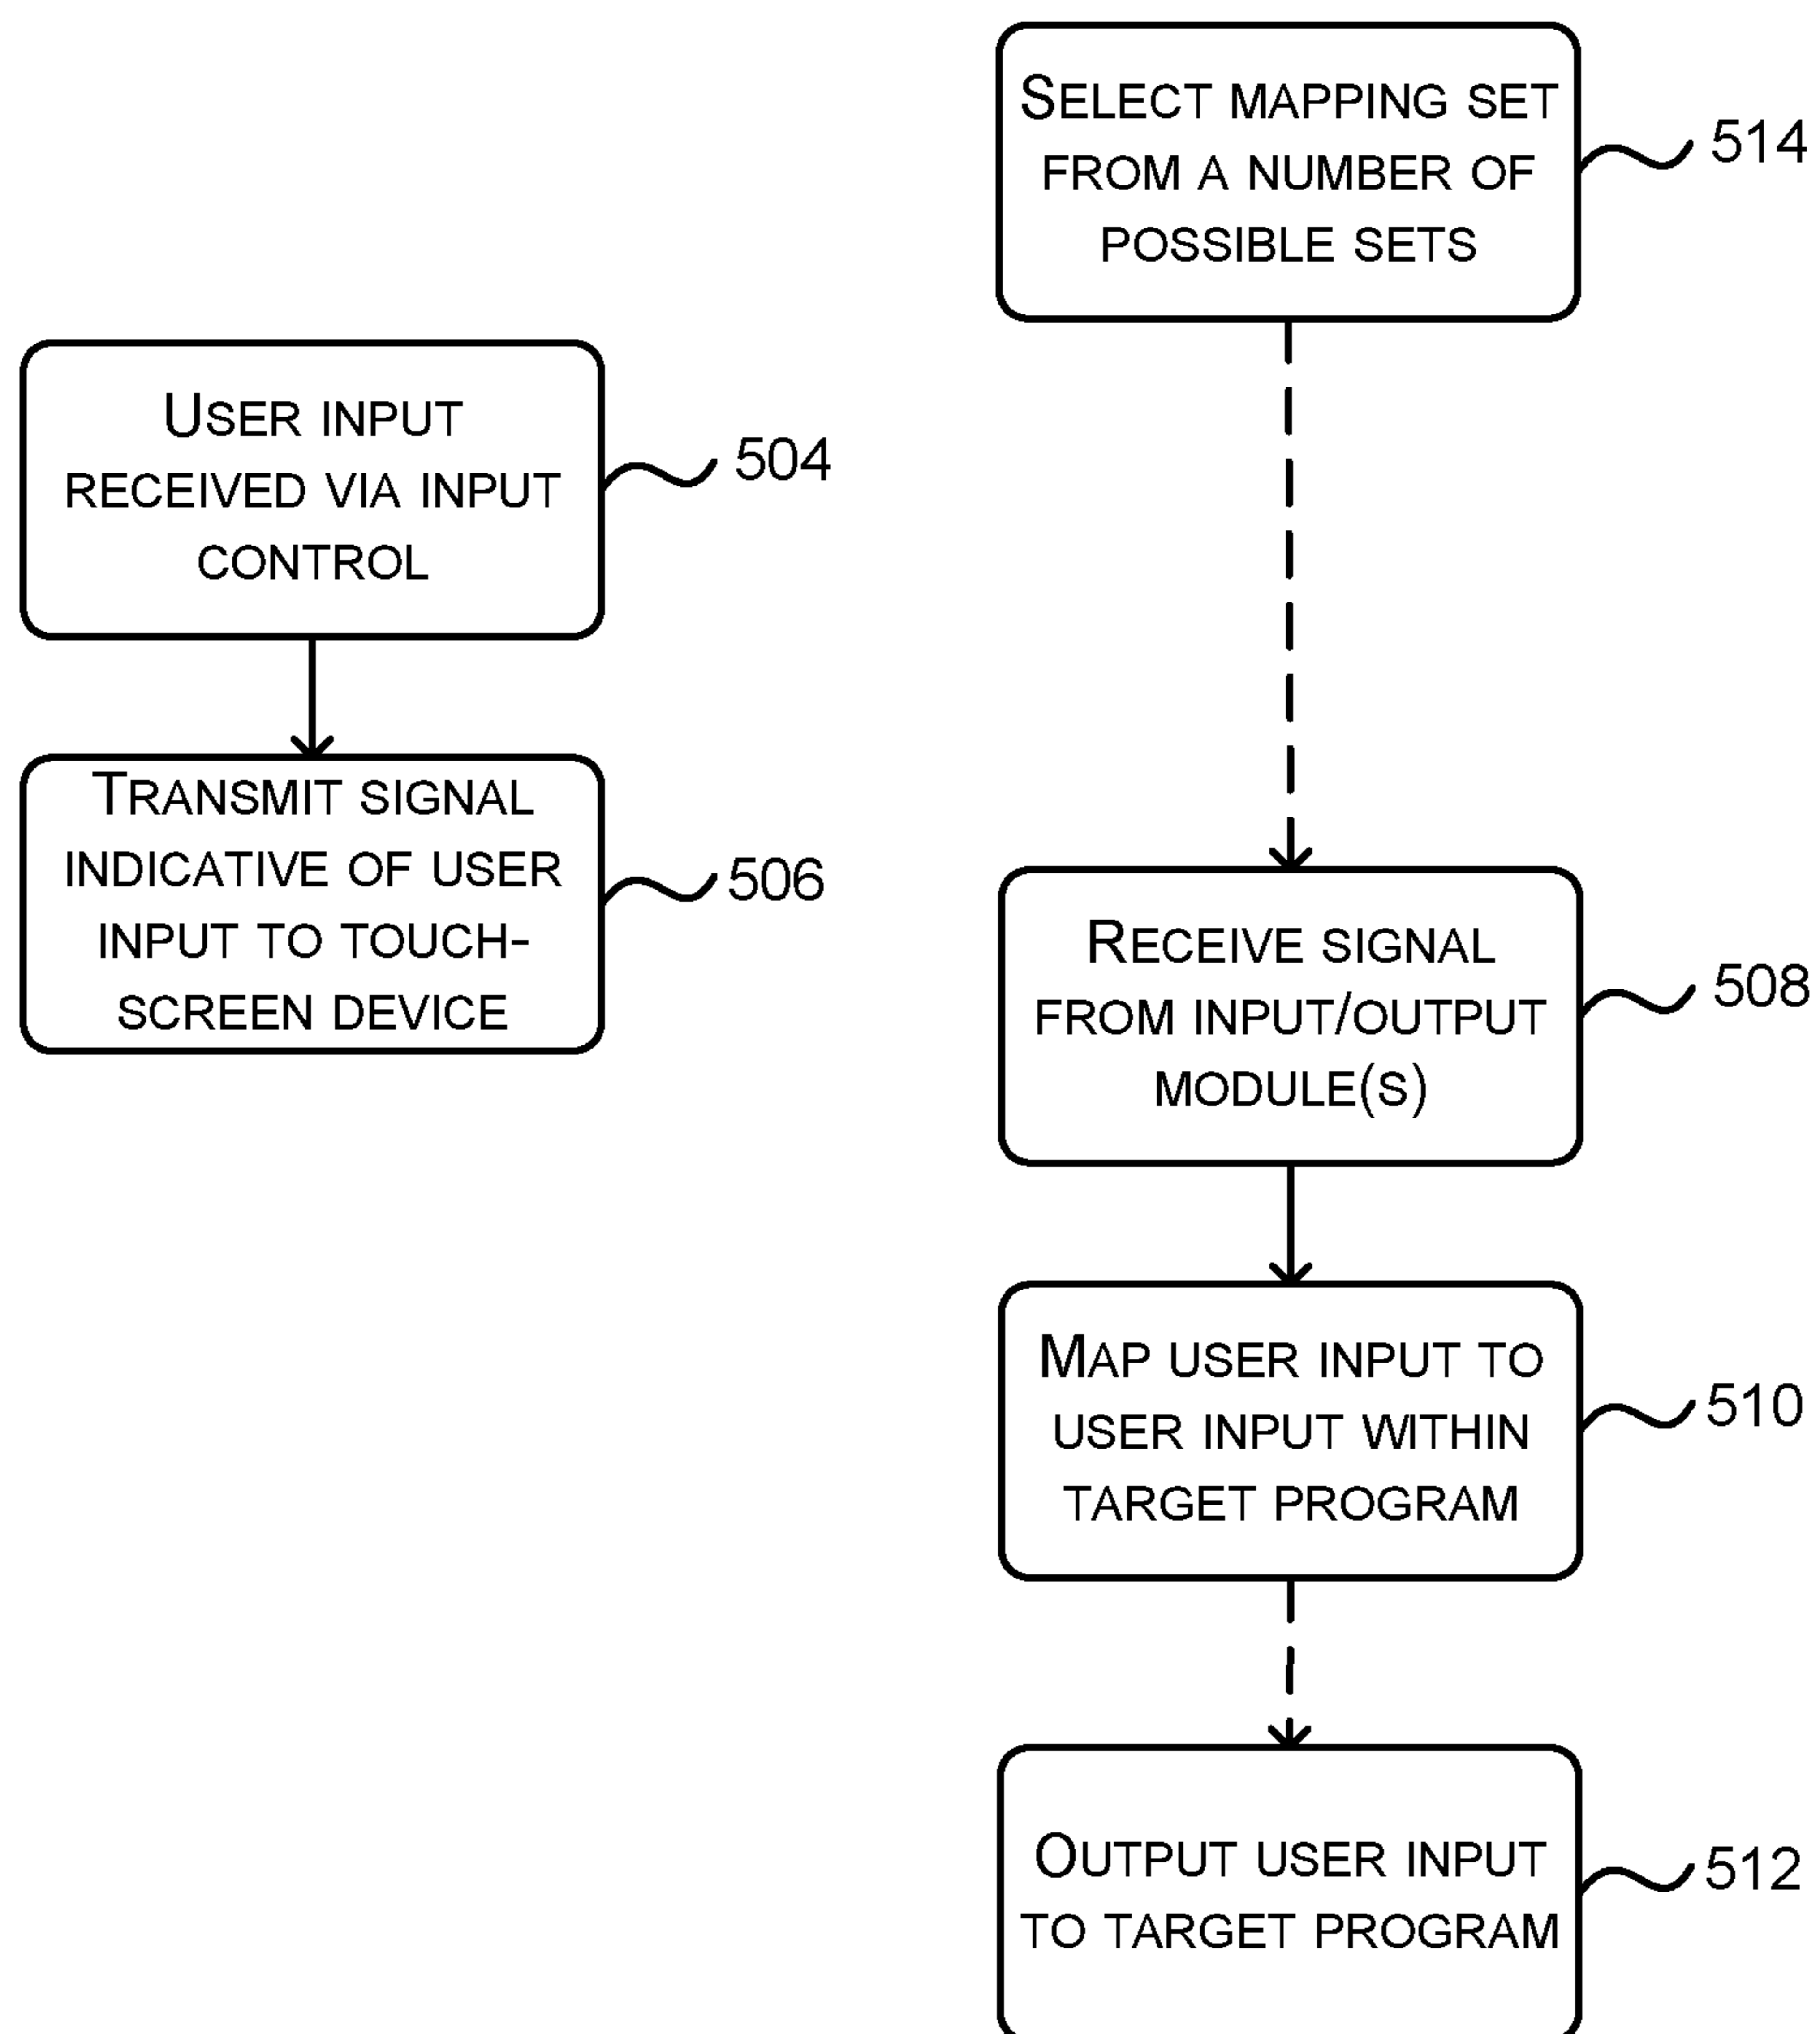 SELECT MAPPING SET
FROM A NUMBER OF
POSSIBLE SETS
514
USER INPUT
RECEIVED VIA INPUT
CONTROL
504
TRANSMIT SIGNAL
INDICATIVE OF USER
INPUT TO TOUCH-
SCREEN DEVICE
506
RECEIVE SIGNAL
FROM INPUT/OUTPUT
MODULE(S)
508
MAP USER INPUT TO
USER INPUT WITHIN
TARGET PROGRAM
510
OUTPUT USER INPUT
TO TARGET PROGRAM
512